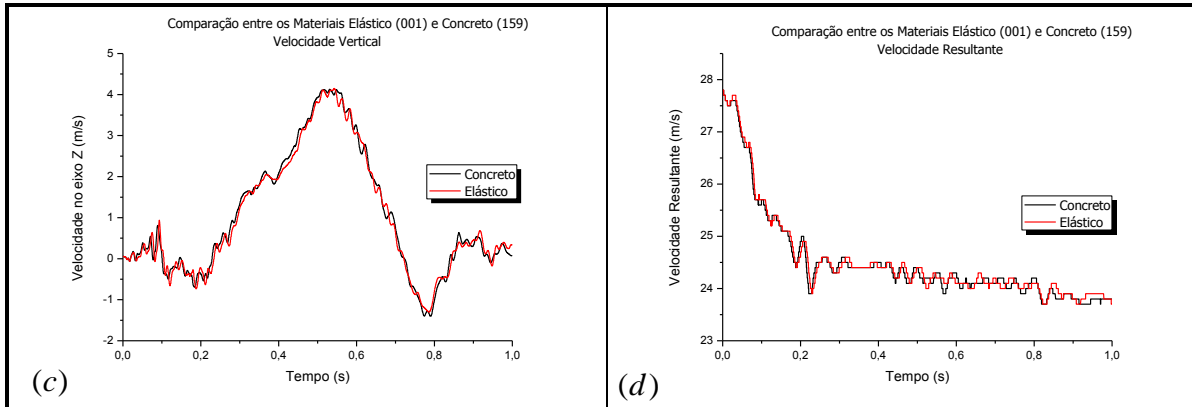 Comparação entre os Materiais Elástico (001) e Concreto (159)
Velocidade Vertical
Velocidade no eixo Z (m/s)
5
4
3
2
1
0
-1
-2
0,0 0,2 0,4 0,6 0,8 1,0
Tempo (s)
Concreto
Elástico
(c)
Comparação entre os Materiais Elástico (001) e Concreto (159)
Velocidade Resultante
Velocidade Resultante (m/s)
28
27
26
25
24
23
0,0 0,2 0,4 0,6 0,8 1,0
Tempo (s)
Concreto
Elástico
(d)